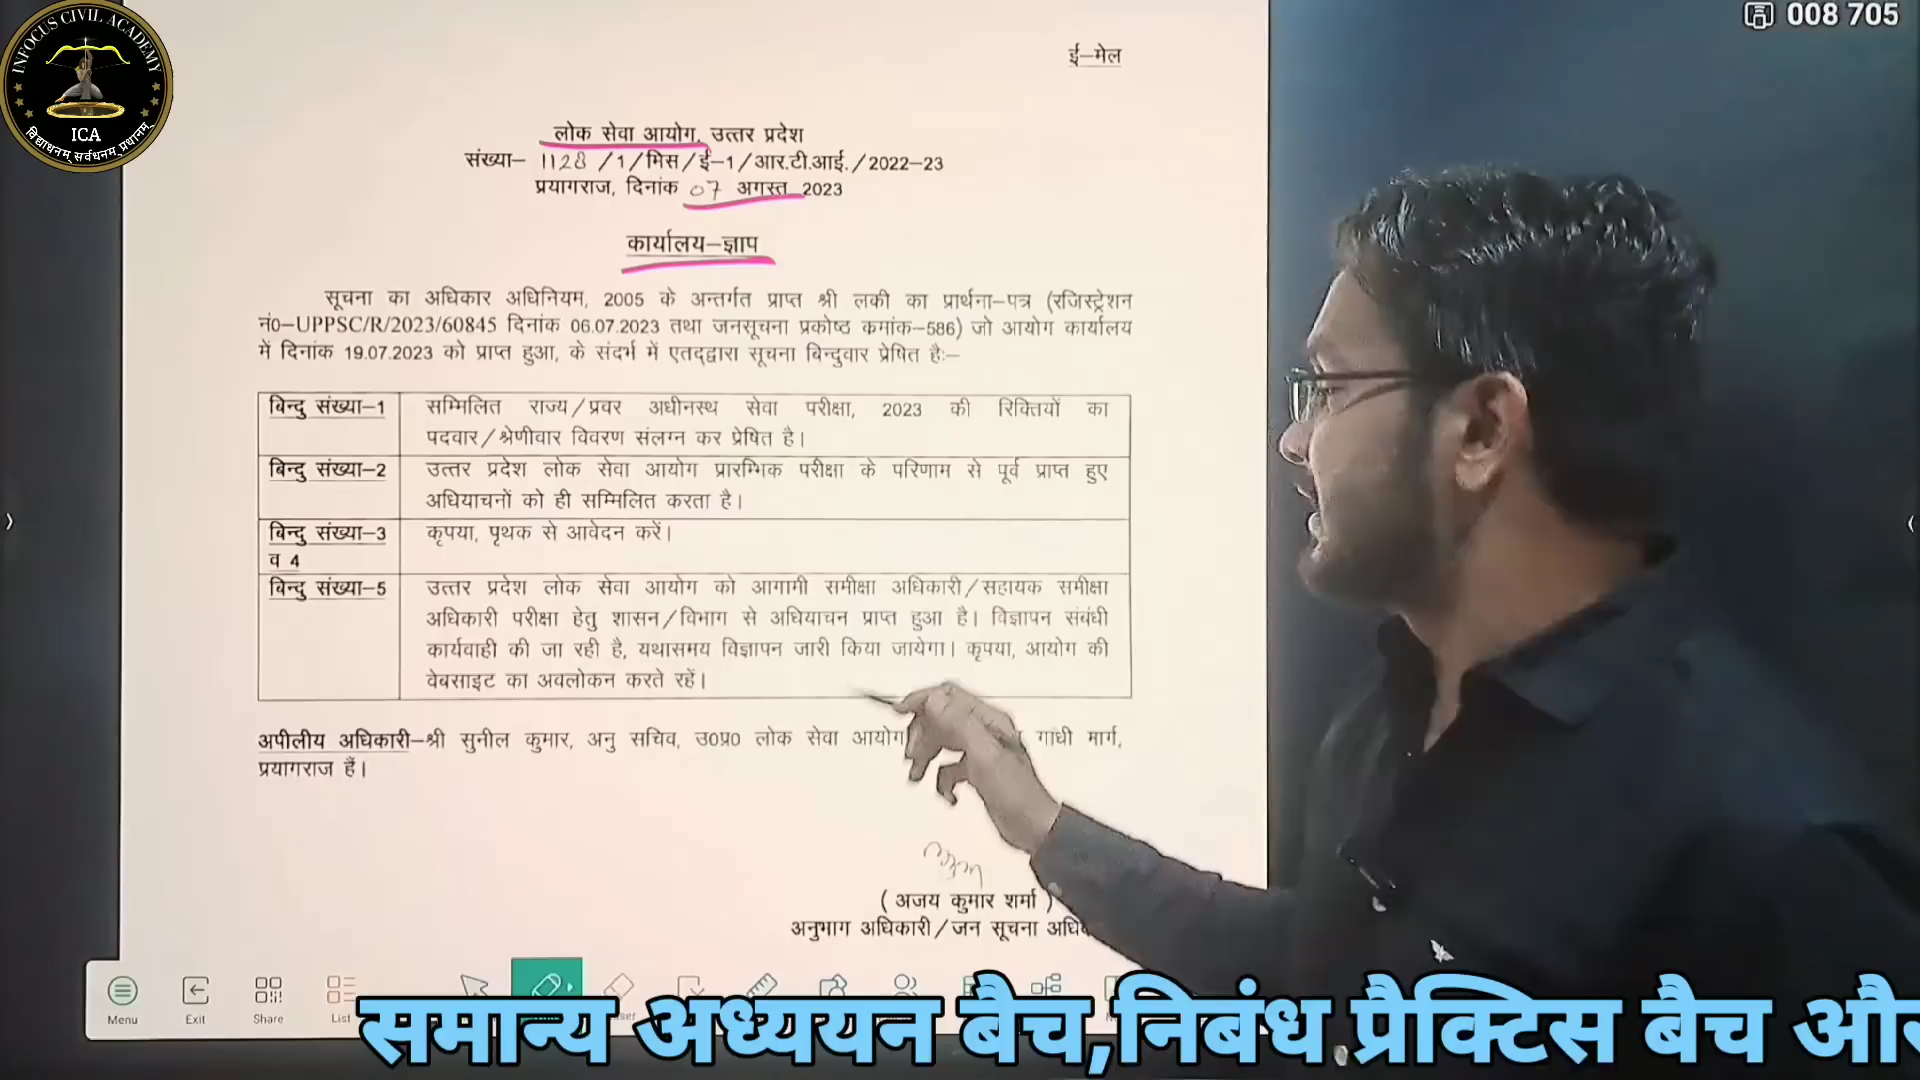 INFOCUS CIVIL ACADEMY
ICA
विद्याधनम् सर्वधनम् प्रधानम्
008 705
ई–मेल
लोक सेवा आयोग, उत्तर प्रदेश
संख्या– 1128 /1/मिस/ई–1/आर.टी.आई./2022–23
प्रयागराज, दिनांक 07 अगस्त 2023
कार्यालय–ज्ञाप
सूचना का अधिकार अधिनियम, 2005 के अन्तर्गत प्राप्त श्री लकी का प्रार्थना–पत्र (रजिस्ट्रेशन
नं0–UPPSC/R/2023/60845 दिनांक 06.07.2023 तथा जनसूचना प्रकोष्ठ कमांक–586) जो आयोग कार्यालय
में दिनांक 19.07.2023 को प्राप्त हुआ, के संदर्भ में एतद्द्वारा सूचना बिन्दुवार प्रेषित है:–
बिन्दु संख्या–1 सम्मिलित राज्य/प्रवर अधीनस्थ सेवा परीक्षा, 2023 की रिक्तियों का
पदवार/श्रेणीवार विवरण संलग्न कर प्रेषित है।
बिन्दु संख्या–2 उत्तर प्रदेश लोक सेवा आयोग प्रारम्भिक परीक्षा के परिणाम से पूर्व प्राप्त हुए
अधियाचनों को ही सम्मिलित करता है।
बिन्दु संख्या–3 कृपया, पृथक से आवेदन करें।
व 4
बिन्दु संख्या–5 उत्तर प्रदेश लोक सेवा आयोग को आगामी समीक्षा अधिकारी/सहायक समीक्षा
अधिकारी परीक्षा हेतु शासन/विभाग से अधियाचन प्राप्त हुआ है। विज्ञापन संबंधी
कार्यवाही की जा रही है, यथासमय विज्ञापन जारी किया जायेगा। कृपया, आयोग की
वेबसाइट का अवलोकन करते रहें।
अपीलीय अधिकारी–श्री सुनील कुमार, अनु सचिव, उ0प्र0 लोक सेवा आयोग गांधी मार्ग,
प्रयागराज हैं।
( अजय कुमार शर्मा )
अनुभाग अधिकारी/जन सूचना
Menu Exit Share List
समान्य अध्ययन बैच,निबंध प्रैक्टिस बैच और